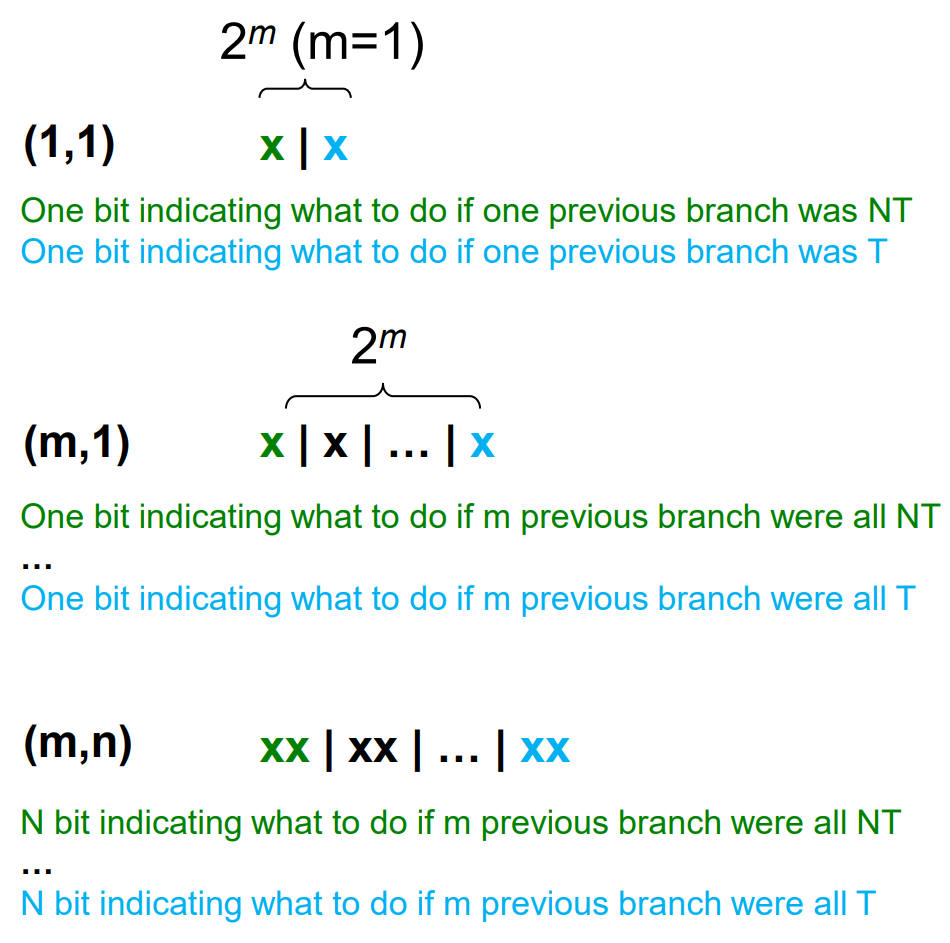 2^m (m=1)
(1,1) x | x
One bit indicating what to do if one previous branch was NT
One bit indicating what to do if one previous branch was T
2^m
(m,1) x | x | ... | x
One bit indicating what to do if m previous branch were all NT
...
One bit indicating what to do if m previous branch were all T
(m,n) xx | xx | ... | xx
N bit indicating what to do if m previous branch were all NT
...
N bit indicating what to do if m previous branch were all T